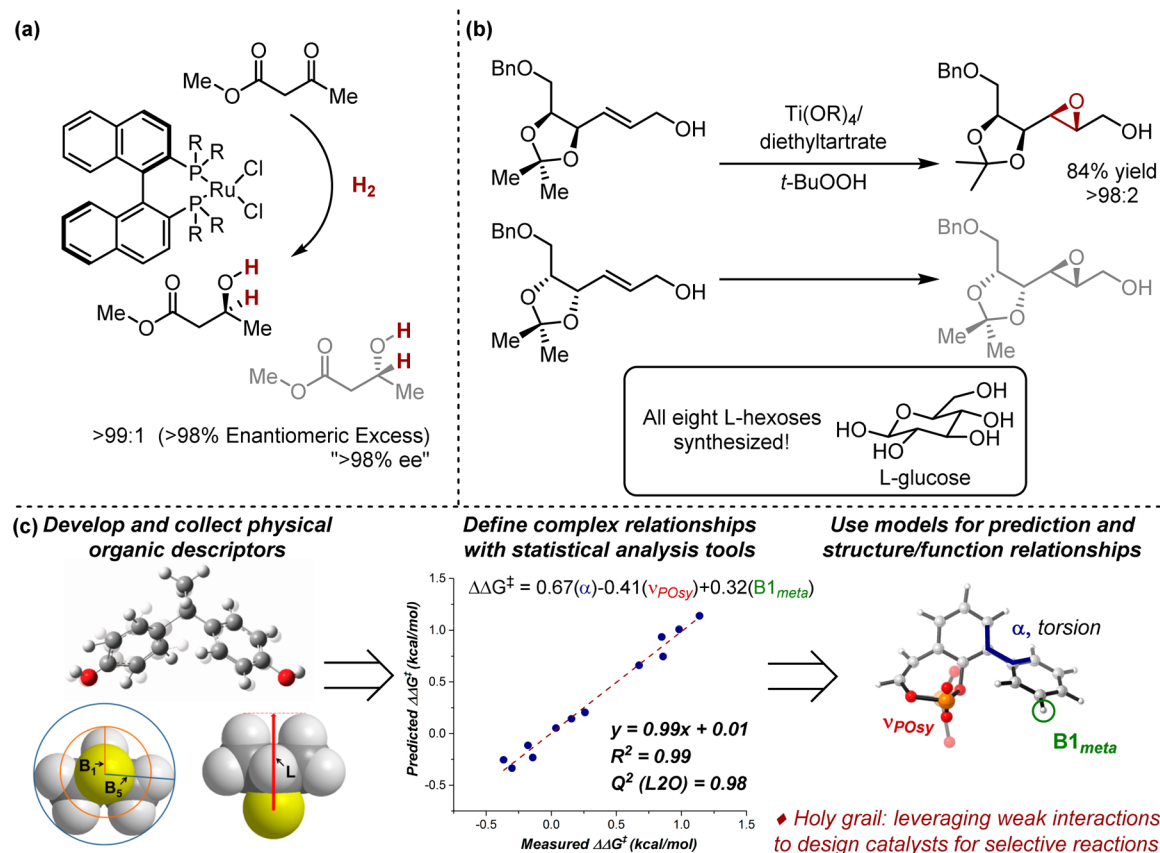 (a)
O
O
Me
O
Me
R
R
P
Cl
Ru
Cl
P
R
R
H2
H
O
H
O
Me
O
Me
O
H
O
H
Me
O
Me
>99:1 (>98% Enantiomeric Excess)
">98% ee"
(b)
BnO
OH
O
O
Me
Me
Ti(OR)4/
diethyltartrate
t-BuOOH
BnO
O
OH
O
O
84% yield
>98:2
BnO
OH
O
O
Me
Me
BnO
O
OH
O
O
Me
Me
All eight L-hexoses
synthesized!
OH
O
OH
HO
HO
OH
L-glucose
(c) Develop and collect physical
organic descriptors
B1
B5
L
Define complex relationships
with statistical analysis tools
ΔΔG‡ = 0.67(α)-0.41(νPOsy)+0.32(B1meta)
Predicted ΔΔG‡ (kcal/mol)
1.5
1.0
0.5
0.0
-0.5
y = 0.99x + 0.01
R2 = 0.99
Q2 (L2O) = 0.98
-0.5 0.0 0.5 1.0 1.5
Measured ΔΔG‡ (kcal/mol)
Use models for prediction and
structure/function relationships
α, torsion
νPOsy
B1meta
♦ Holy grail: leveraging weak interactions
to design catalysts for selective reactions